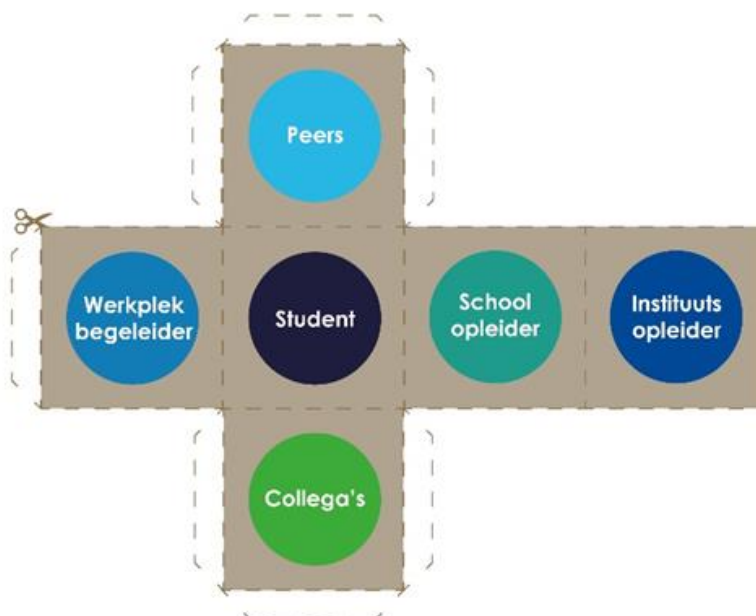 Peers
Werkplek
begeleider
Student
School
opleider
Instituuts
opleider
Collega's